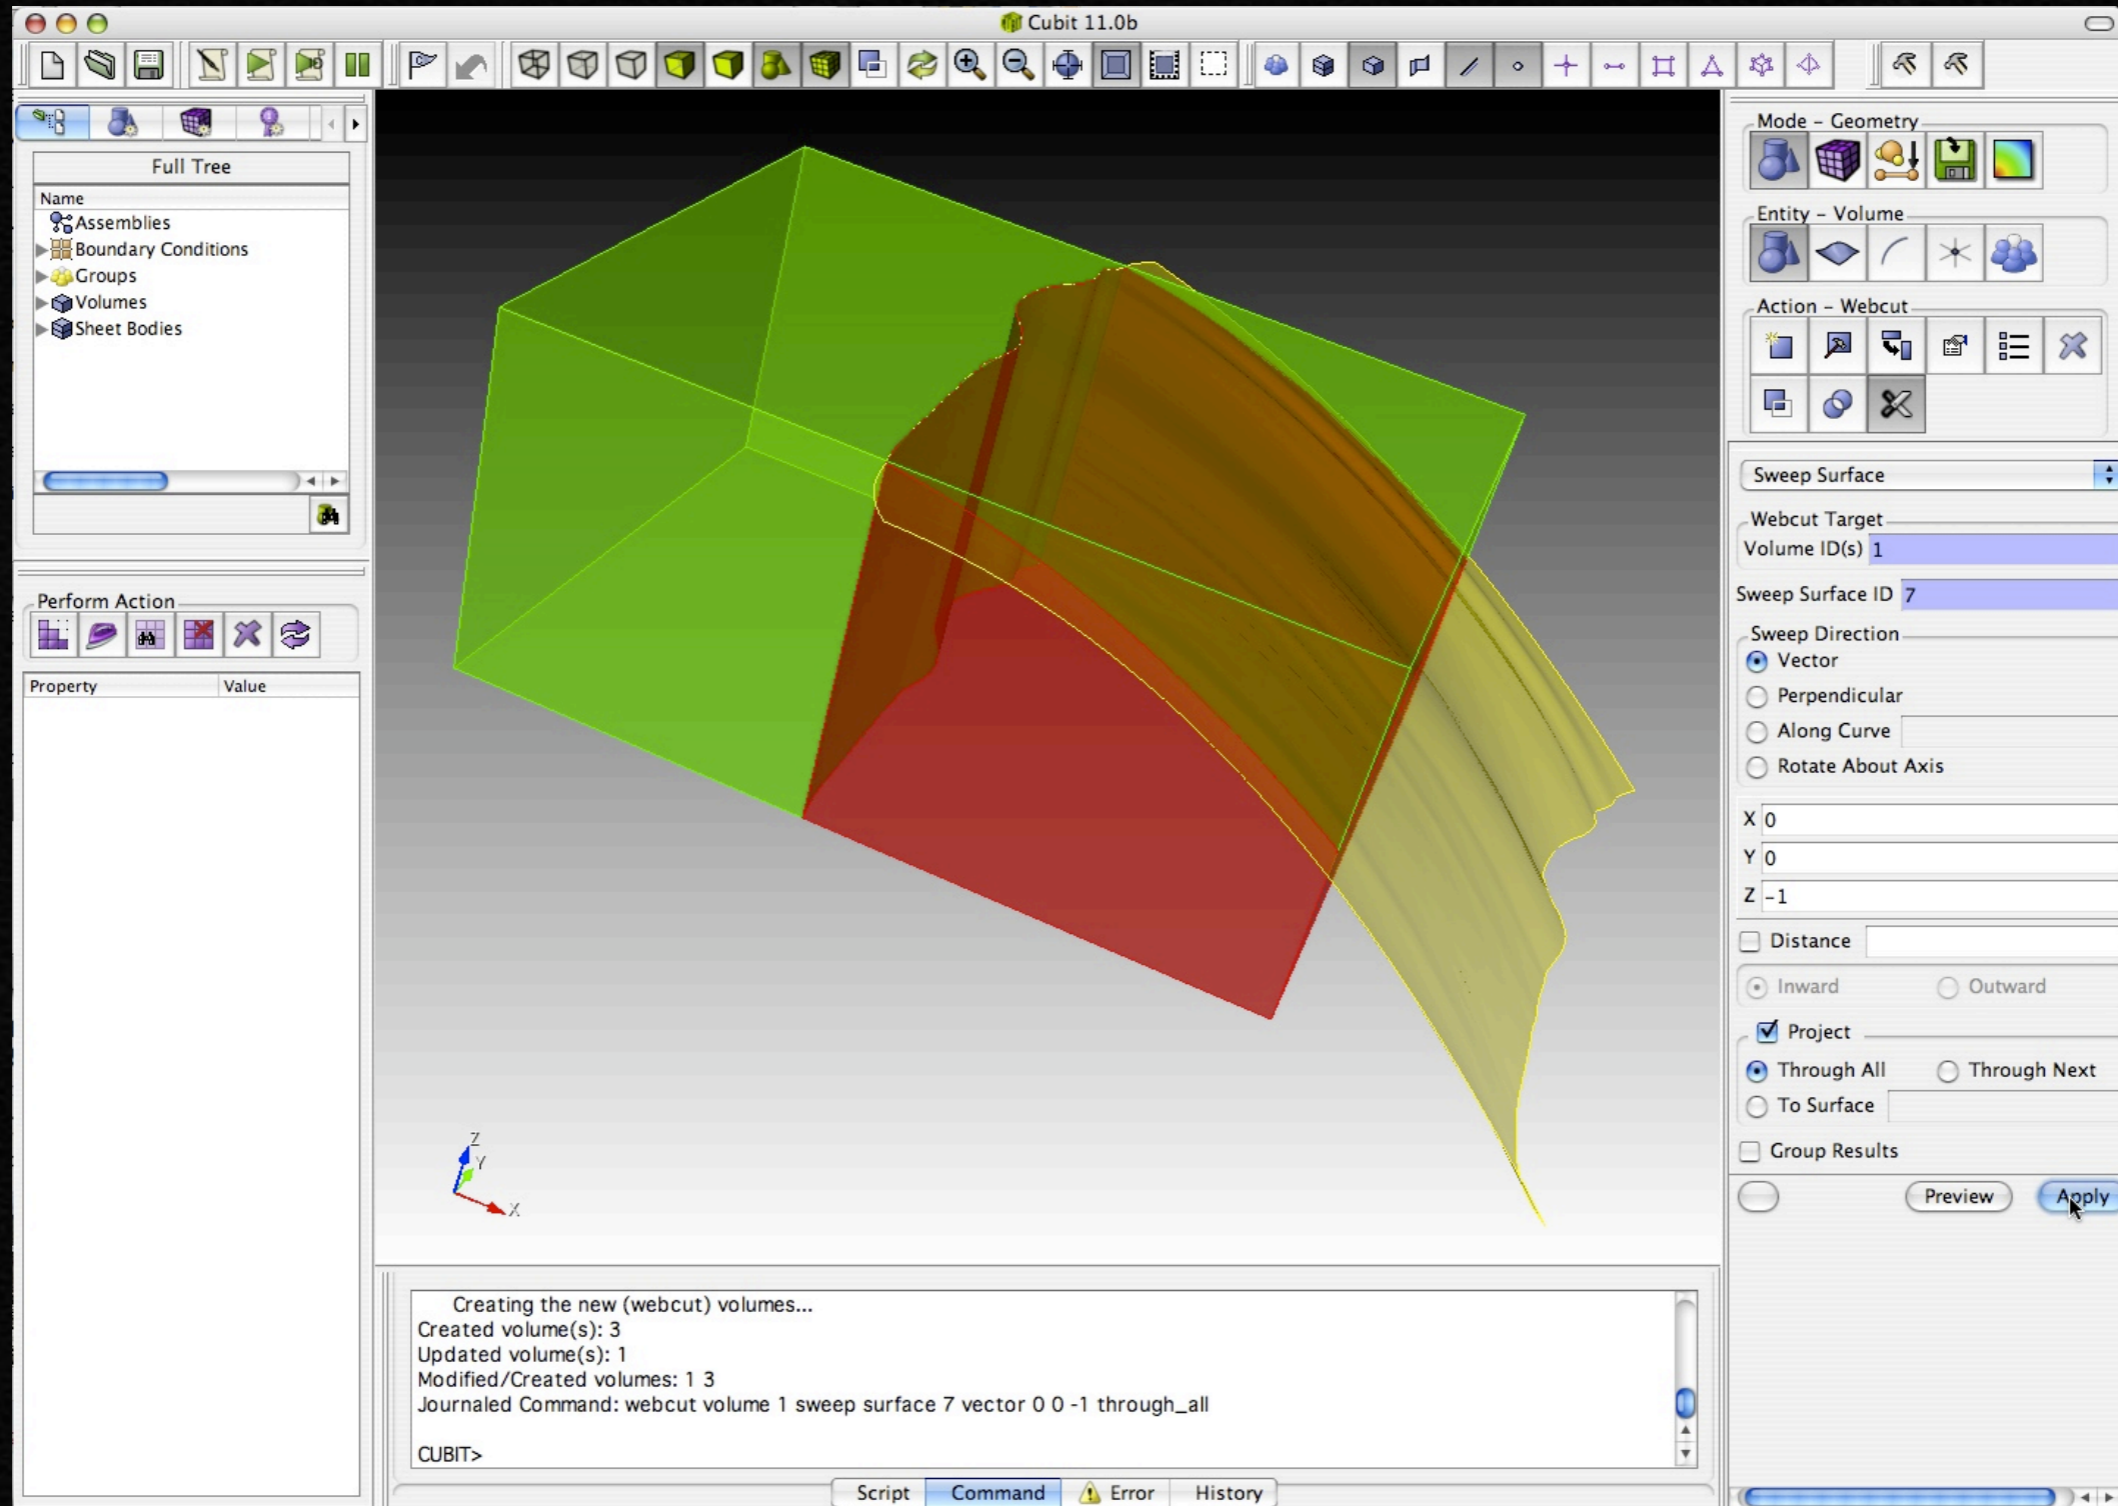 Cubit 11.0b
Full Tree
Name
Assemblies
Boundary Conditions
Groups
Volumes
Sheet Bodies
Perform Action
Property Value
Z
Y
X
Creating the new (webcut) volumes...
Created volume(s): 3
Updated volume(s): 1
Modified/Created volumes: 1 3
Journaled Command: webcut volume 1 sweep surface 7 vector 0 0 -1 through_all
CUBIT>
Script Command Error History
Mode - Geometry
Entity - Volume
Action - Webcut
Sweep Surface
Webcut Target
Volume ID(s) 1
Sweep Surface ID 7
Sweep Direction
Vector
Perpendicular
Along Curve
Rotate About Axis
X 0
Y 0
Z -1
Distance
Inward Outward
Project
Through All Through Next
To Surface
Group Results
Preview Apply